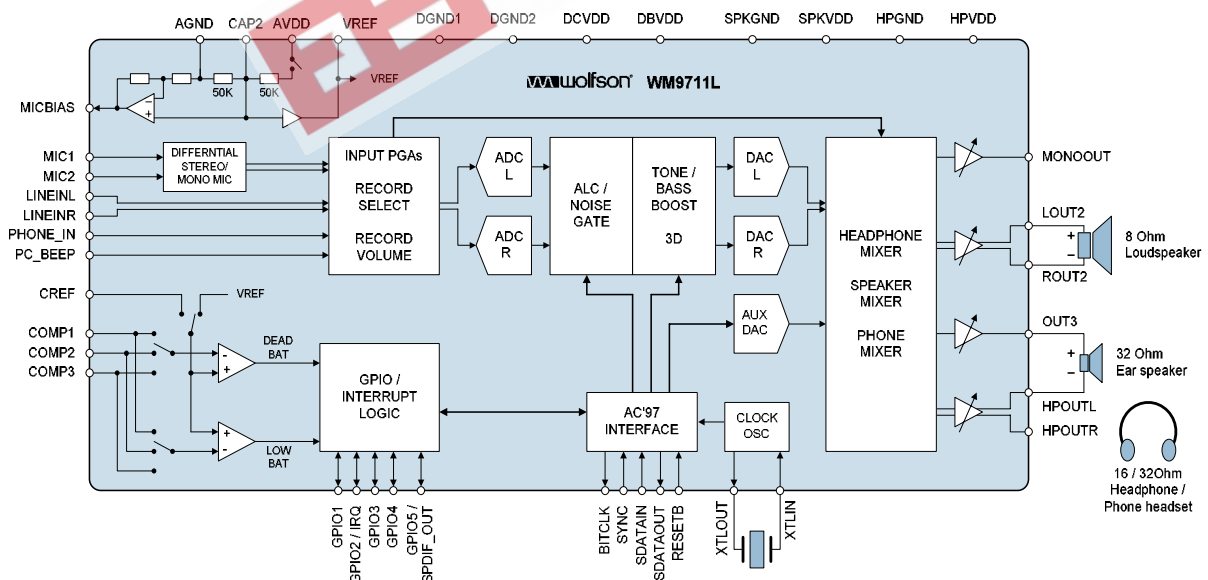 AGND CAP2 AVDD VREF DGND1 DGND2 DCVDD DBVDD SPKGND SPKVDD HPGND HPVDD
wolfson WM9711L
VREF
50K 50K
MICBIAS
MIC1
MIC2
LINEINL
LINEINR
PHONE_IN
PC_BEEP
CREF
COMP1
COMP2
COMP3
DIFFERNTIAL
STEREO/
MONO MIC
INPUT PGAs
RECORD
SELECT
RECORD
VOLUME
ADC
L
ADC
R
ALC /
NOISE
GATE
TONE /
BASS
BOOST
3D
DAC
L
DAC
R
AUX
DAC
HEADPHONE
MIXER
SPEAKER
MIXER
PHONE
MIXER
MONOOUT
LOUT2
+
−
8 Ohm
Loudspeaker
ROUT2
OUT3
+
−
32 Ohm
Ear speaker
HPOUTL
HPOUTR
16 / 32Ohm
Headphone /
Phone headset
VREF
DEAD
BAT
LOW
BAT
- +
+ -
- +
GPIO /
INTERRUPT
LOGIC
AC'97
INTERFACE
CLOCK
OSC
GPIO1
GPIO2 / IRQ
GPIO3
GPIO4
GPIO5 /
SPDIF_OUT
BITCLK
SYNC
SDATAIN
SDATAOUT
RESETB
XTLOUT
XTLIN